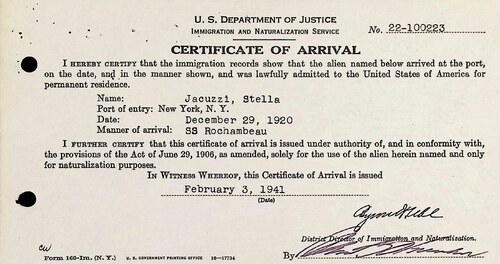 U. S. DEPARTMENT OF JUSTICE
IMMIGRATION AND NATURALIZATION SERVICE
No. 22-100223
CERTIFICATE OF ARRIVAL
I HEREBY CERTIFY that the immigration records show that the alien named below arrived at the port,
on the date, and in the manner shown, and was lawfully admitted to the United States of America for
permanent residence.
Name: Jacuzzi, Stella
Port of entry: New York, N. Y.
Date: December 29, 1920
Manner of arrival: SS Rochambeau
I FURTHER CERTIFY that this certificate of arrival is issued under authority of, and in conformity with,
the provisions of the Act of June 29, 1906, as amended, solely for the use of the alien herein named and only
for naturalization purposes.
IN WITNESS WHEREOF, this Certificate of Arrival is issued
February 3, 1941
(Date)
District Director of Immigration and Naturalization.
By
CW
Form 160-Im. (N. Y.) U. S. GOVERNMENT PRINTING OFFICE 16—17734